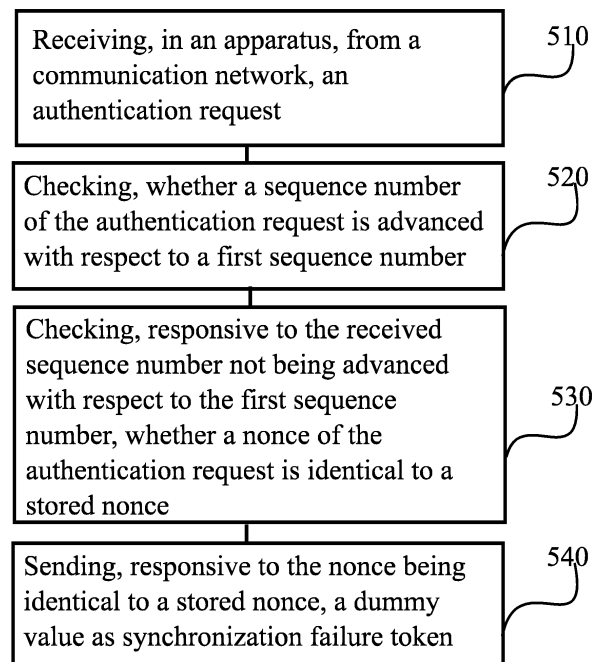 Receiving, in an apparatus, from a
communication network, an
authentication request
510
Checking, whether a sequence number
of the authentication request is advanced
with respect to a first sequence number
520
Checking, responsive to the received
sequence number not being advanced
with respect to the first sequence
number, whether a nonce of the
authentication request is identical to a
stored nonce
530
Sending, responsive to the nonce being
identical to a stored nonce, a dummy
value as synchronization failure token
540